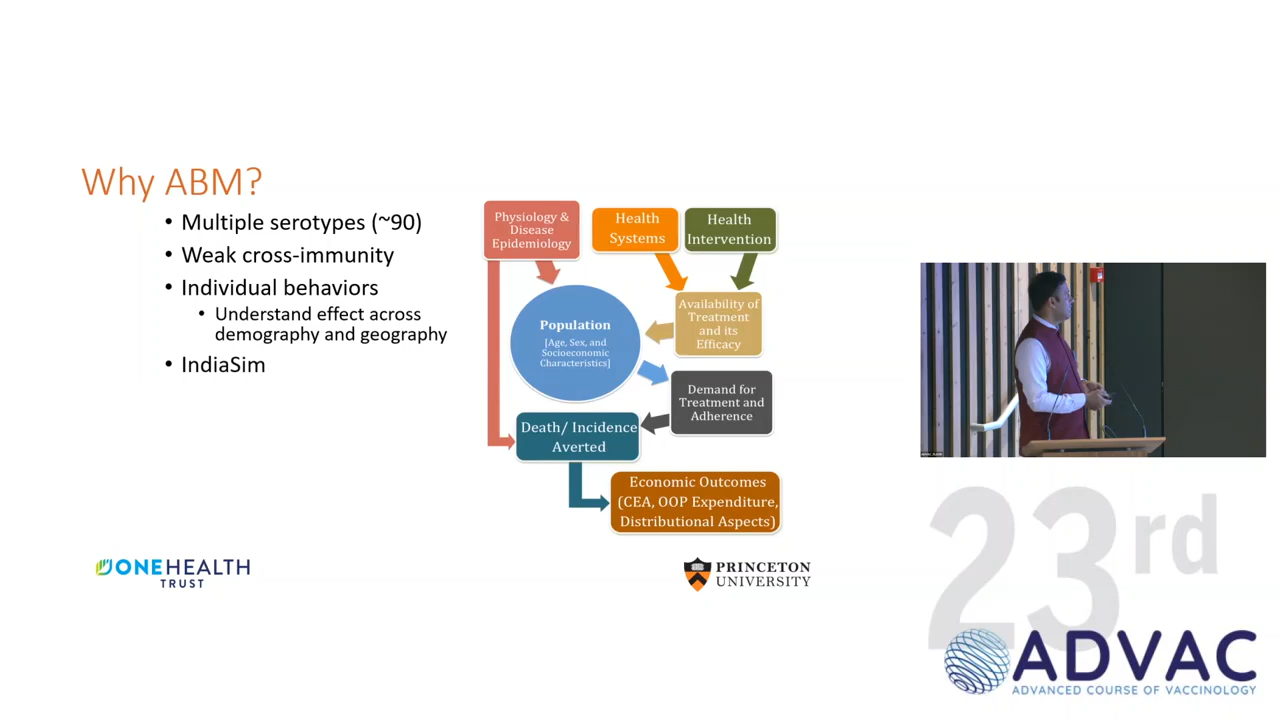 Why ABM?
• Multiple serotypes (~90)
• Weak cross-immunity
• Individual behaviors
• Understand effect across
demography and geography
• IndiaSim
Physiology &
Disease
Epidemiology
Health
Systems
Health
Intervention
Availability of
Treatment
and its
Efficacy
Population
[Age, Sex, and
Socioeconomic
Characteristics]
Demand for
Treatment and
Adherence
Death/ Incidence
Averted
Economic Outcomes
(CEA, OOP Expenditure,
Distributional Aspects)
ONEHEALTH
TRUST
PRINCETON
UNIVERSITY
23rd
ADVAC
ADVANCED COURSE OF VACCINOLOGY